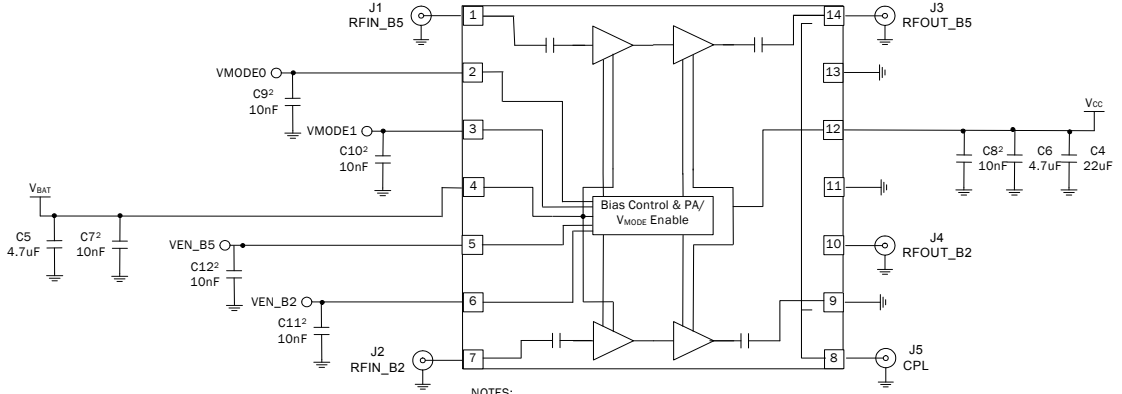 J1
RFIN_B5
1
14
J3
RFOUT_B5
VMODE0
2
13
C9²
10nF
VMODE1
3
12
Vcc
C10²
10nF
C8²
10nF
C6
4.7uF
C4
22uF
VBAT
4
11
Bias Control & PA/
VMODE Enable
C5
4.7uF
C7²
10nF
VEN_B5
5
10
J4
RFOUT_B2
C12²
10nF
VEN_B2
6
9
C11²
10nF
J2
RFIN_B2
7
8
J5
CPL
NOTES: